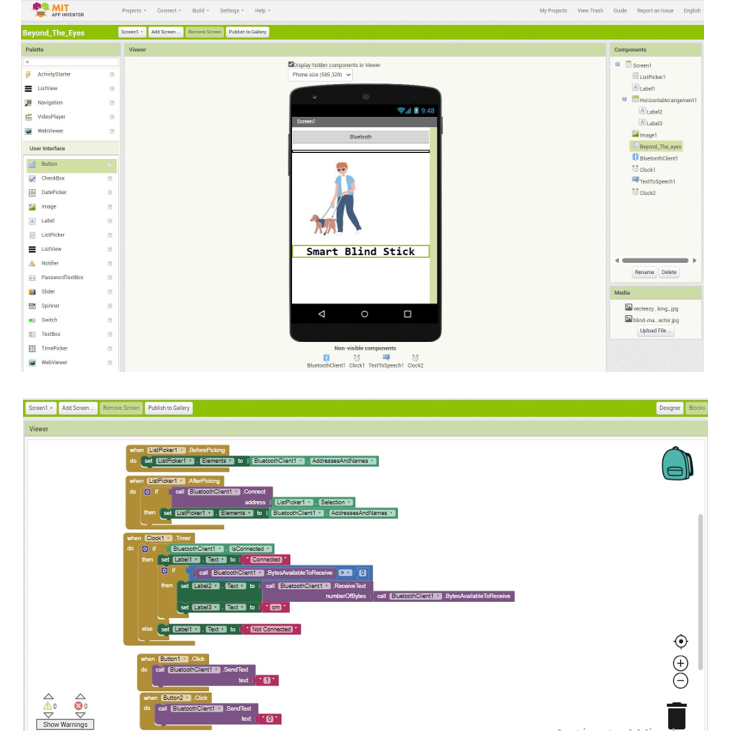 MIT
APP INVENTOR
Projects Connect Build Settings Help
My Projects View Trash Guide Report an Issue English
Beyond_The_Eyes
Screen1 Add Screen ... Remove Screen Publish to Gallery
Palette
Viewer
Components
ActivityStarter
ListView
Navigation
VideoPlayer
WebViewer
User Interface
Button
CheckBox
DatePicker
Image
Label
ListPicker
ListView
Notifier
PasswordTextBox
Slider
Spinner
Switch
TextBox
TimePicker
WebViewer
Display hidden components in Viewer
Phone size (505,320)
9:48
Screen1
Bluetooth
Smart Blind Stick
Non-visible components
BluetoothClient1 Clock1 TextToSpeech1 Clock2
Screen1
ListPicker1
Label1
HorizontalArrangement1
Label2
Label3
Image1
Beyond_The_eyes
BluetoothClient1
Clock1
TextToSpeech1
Clock2
Rename Delete
Media
vecteezy_..king_.jpg
blind-ma...ector.jpg
Upload File ...
Screen1 Add Screen ... Remove Screen Publish to Gallery
Designer Blocks
Viewer
when ListPicker1 .BeforePicking
do set ListPicker1 . Elements to BluetoothClient1 . AddressesAndNames
when ListPicker1 .AfterPicking
do if call BluetoothClient1 .Connect
address ListPicker1 . Selection
then set ListPicker1 . Elements to BluetoothClient1 . AddressesAndNames
when Clock1 .Timer
do if BluetoothClient1 . IsConnected
then set Label1 . Text to " Connected "
if call BluetoothClient1 .BytesAvailableToReceive > 0
then set Label2 . Text to call BluetoothClient1 .ReceiveText
numberOfBytes call BluetoothClient1 .BytesAvailableToReceive
set Label3 . Text to " cm "
else set Label1 . Text to " Not Connected "
when Button1 .Click
do call BluetoothClient1 .SendText
text " 1 "
when Button2 .Click
do call BluetoothClient1 .SendText
text " 0 "
0 0
Show Warnings